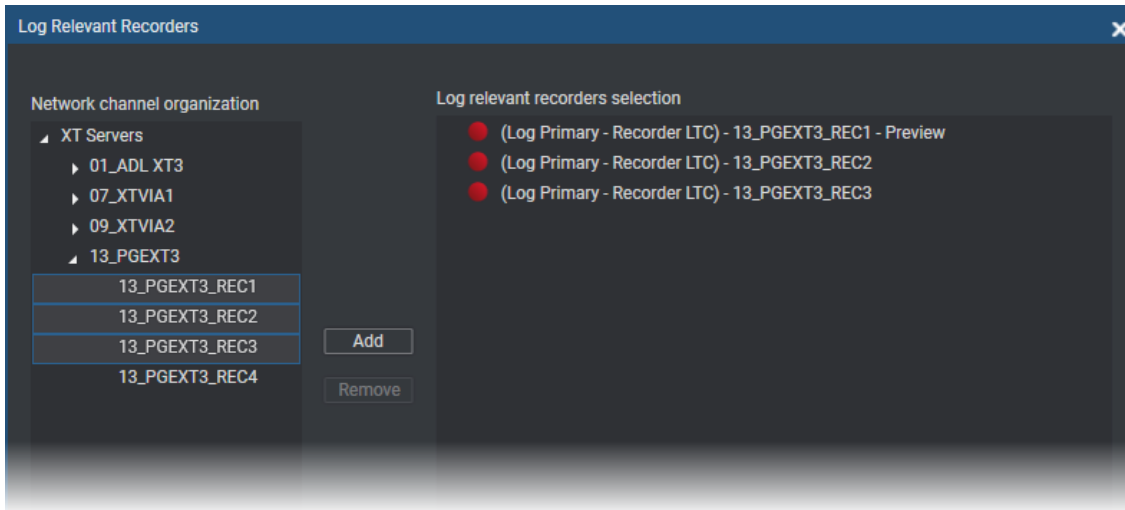 Log Relevant Recorders
Network channel organization
XT Servers
01_ADL XT3
07_XTVIA1
09_XTVIA2
13_PGEXT3
13_PGEXT3_REC1
13_PGEXT3_REC2
13_PGEXT3_REC3
13_PGEXT3_REC4
Add
Remove
Log relevant recorders selection
(Log Primary - Recorder LTC) - 13_PGEXT3_REC1 - Preview
(Log Primary - Recorder LTC) - 13_PGEXT3_REC2
(Log Primary - Recorder LTC) - 13_PGEXT3_REC3